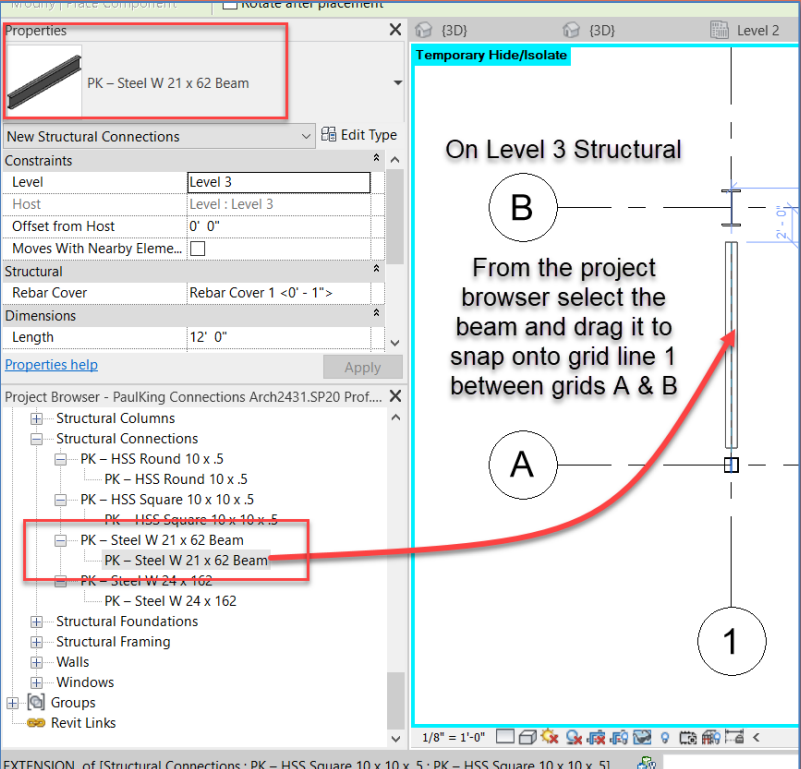 Modify | Place Component
Rotate after placement
Properties
PK – Steel W 21 x 62 Beam
New Structural Connections
Edit Type
Constraints
Level Level 3
Host Level : Level 3
Offset from Host 0' 0"
Moves With Nearby Eleme...
Structural
Rebar Cover Rebar Cover 1 <0' - 1">
Dimensions
Length 12' 0"
Properties help
Apply
Project Browser - PaulKing Connections Arch2431.SP20 Prof....
Structural Columns
Structural Connections
PK – HSS Round 10 x .5
PK – HSS Round 10 x .5
PK – HSS Square 10 x 10 x .5
PK – HSS Square 10 x 10 x .5
PK – Steel W 21 x 62 Beam
PK – Steel W 21 x 62 Beam
PK – Steel W 24 x 162
PK – Steel W 24 x 162
Structural Foundations
Structural Framing
Walls
Windows
Groups
Revit Links
{3D}
{3D}
Level 2
Temporary Hide/Isolate
On Level 3 Structural
B
2' - 0"
From the project
browser select the
beam and drag it to
snap onto grid line 1
between grids A & B
A
1
1/8" = 1'-0"
EXTENSION of [Structural Connections : PK – HSS Square 10 x 10 x .5 : PK – HSS Square 10 x 10 x .5]